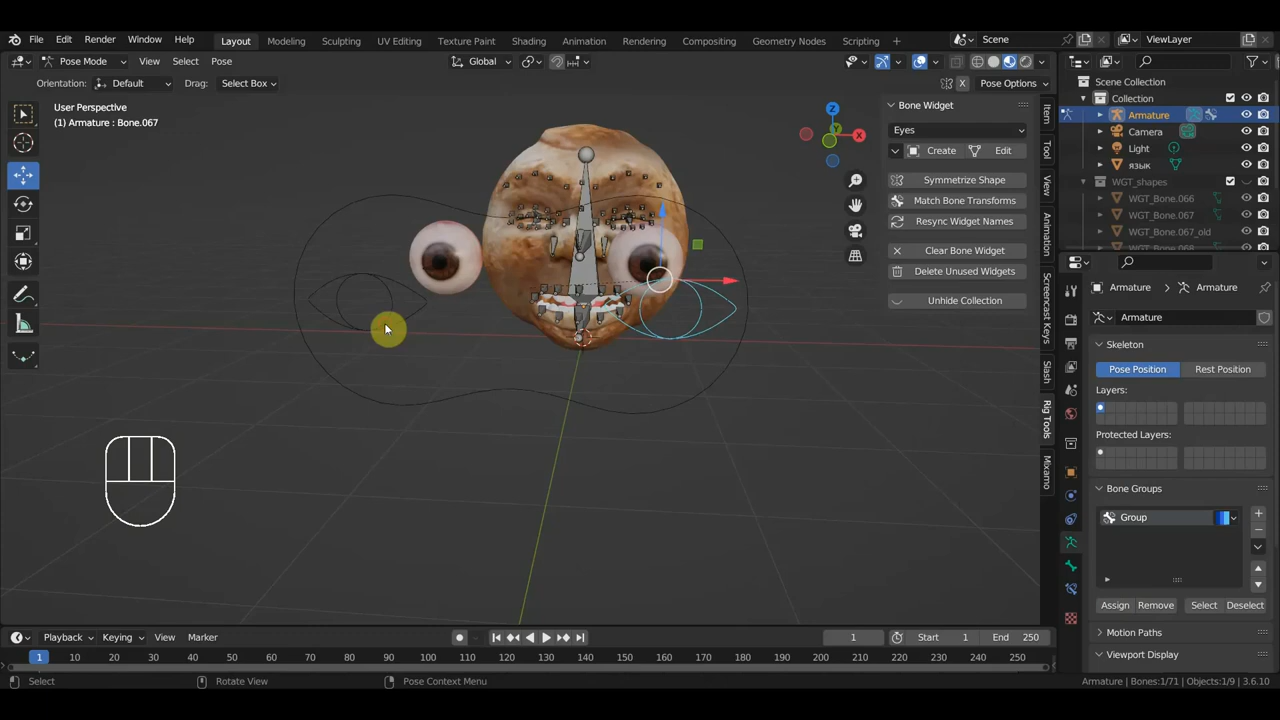 File Edit Render Window Help Layout Modeling Sculpting UV Editing Texture Paint Shading Animation Rendering Compositing Geometry Nodes Scripting + Scene ViewLayer
Pose Mode View Select Pose Global
Orientation: Default Drag: Select Box X Pose Options
User Perspective
(1) Armature : Bone.067
Z
X
Bone Widget
Eyes
Create Edit
Symmetrize Shape
Match Bone Transforms
Resync Widget Names
Clear Bone Widget
Delete Unused Widgets
Unhide Collection
Item
Tool
View
Animation
Screencast Keys
Slash
Rig Tools
Mixamo
Scene Collection
Collection
Armature
Camera
Light
язык
WGT_shapes
WGT_Bone.066
WGT_Bone.067
WGT_Bone.067_old
WGT_Bone.068
Armature Armature
Armature
Skeleton
Pose Position Rest Position
Layers:
Protected Layers:
Bone Groups
Group
Assign Remove Select Deselect
Motion Paths
Viewport Display
Playback Keying View Marker 1 Start 1 End 250
1 10 20 30 40 50 60 70 80 90 100 110 120 130 140 150 160 170 180 190 200 210 220 230 240 250
Select Rotate View Pose Context Menu Armature | Bones:1/71 | Objects:1/9 | 3.6.10